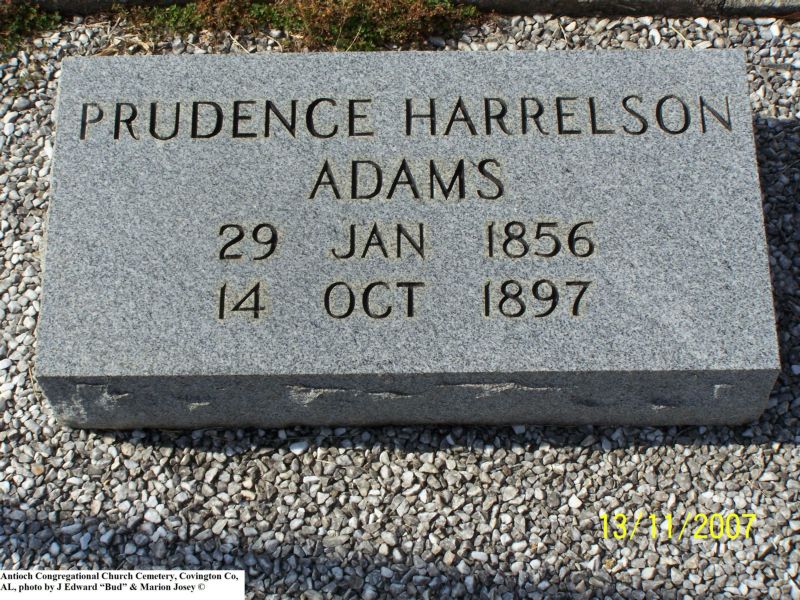 PRUDENCE HARRELSON
ADAMS
29 JAN 1856
14 OCT 1897
13/11/2007
Antioch Congregational Church Cemetery, Covington Co,
AL, photo by J Edward “Bud” & Marion Josey ©